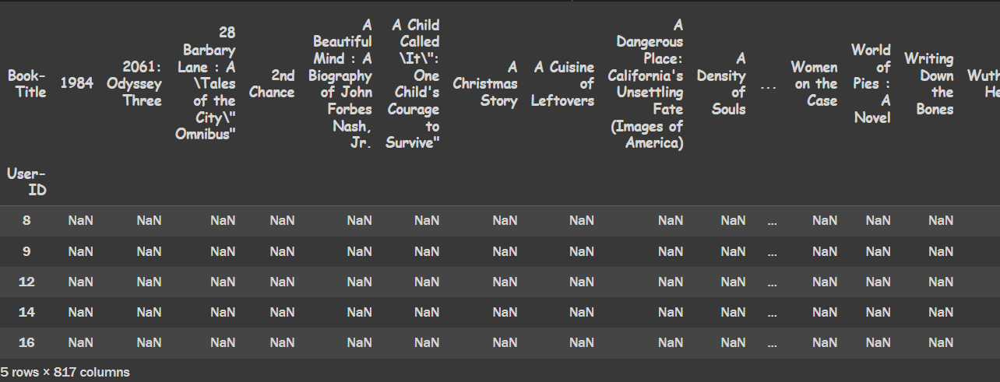 Book-
Title
1984
2061:
Odyssey
Three
28
Barbary
Lane : A
\Tales
of the
City\"
Omnibus"
2nd
Chance
A
Beautiful
Mind : A
Biography
of John
Forbes
Nash,
Jr.
A Child
Called
\It\":
One
Child's
Courage
to
Survive"
A
Christmas
Story
A Cuisine
of
Leftovers
A
Dangerous
Place:
California's
Unsettling
Fate
(Images of
America)
A
Density
of
Souls
...
Women
on the
Case
World
of
Pies :
A
Novel
Writing
Down
the
Bones
User-
ID
8 NaN NaN NaN NaN NaN NaN NaN NaN NaN NaN ... NaN NaN NaN
9 NaN NaN NaN NaN NaN NaN NaN NaN NaN NaN ... NaN NaN NaN
12 NaN NaN NaN NaN NaN NaN NaN NaN NaN NaN ... NaN NaN NaN
14 NaN NaN NaN NaN NaN NaN NaN NaN NaN NaN ... NaN NaN NaN
16 NaN NaN NaN NaN NaN NaN NaN NaN NaN NaN ... NaN NaN NaN
5 rows × 817 columns